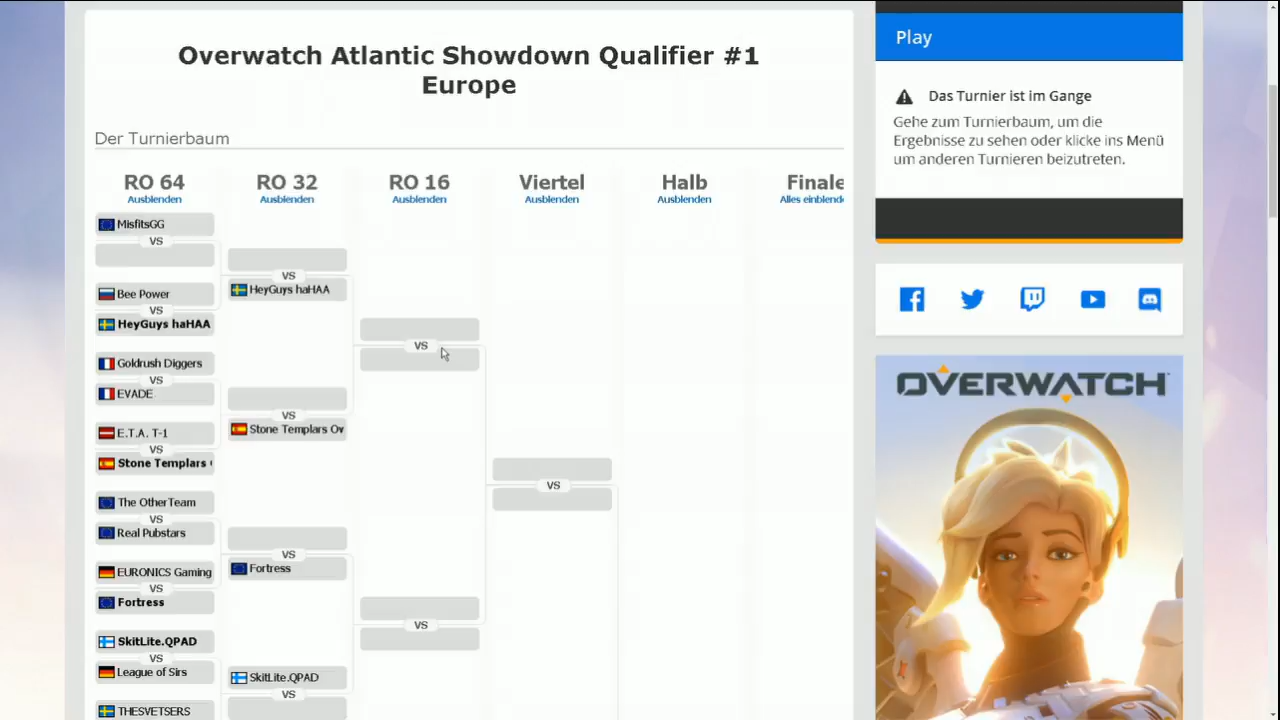 Overwatch Atlantic Showdown Qualifier #1
Europe
Der Turnierbaum
RO 64
Ausblenden
RO 32
Ausblenden
RO 16
Ausblenden
Viertel
Ausblenden
Halb
Ausblenden
Finale
Alles einblende
MisfitsGG
VS
Bee Power
VS
HeyGuys haHAA
Goldrush Diggers
VS
EVADE
E.T.A. T-1
VS
Stone Templars
The OtherTeam
VS
Real Pubstars
EURONICS Gaming
VS
Fortress
SkitLite.QPAD
VS
League of Sirs
THESVETSERS
VS
HeyGuys haHAA
VS
Stone Templars Ov
VS
Fortress
SkitLite.QPAD
VS
VS
VS
VS
Play
Das Turnier ist im Gange
Gehe zum Turnierbaum, um die
Ergebnisse zu sehen oder klicke ins Menü
um anderen Turnieren beizutreten.
OVERWATCH